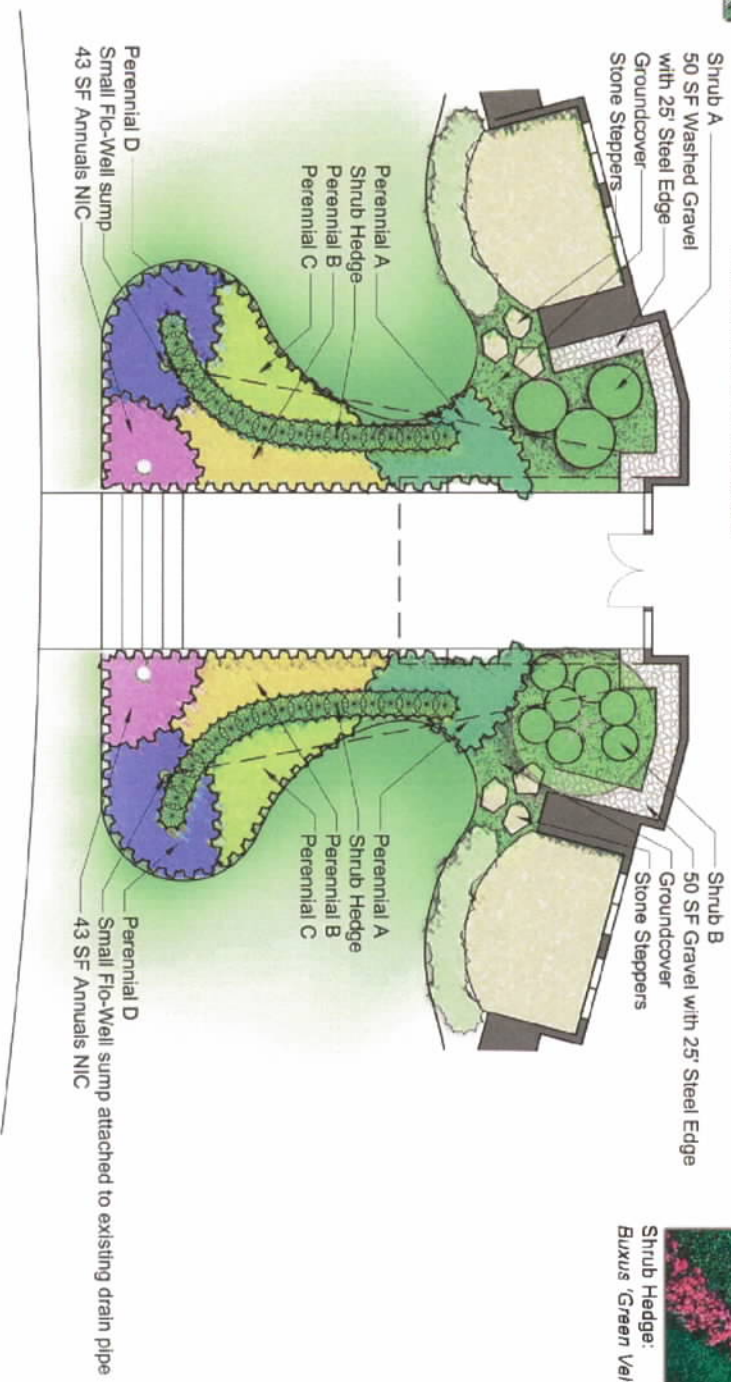 Shrub A
50 SF Washed Gravel
with 25' Steel Edge
Groundcover
Stone Steppers
Perennial A
Shrub Hedge
Perennial B
Perennial C
Perennial D
Small Flo-Well sump
43 SF Annuals NIC
Shrub B
50 SF Gravel with 25' Steel Edge
Groundcover
Stone Steppers
Perennial A
Shrub Hedge
Perennial B
Perennial C
Perennial D
Small Flo-Well sump attached to existing drain pipe
43 SF Annuals NIC
Shrub Hedge:
Buxus 'Green